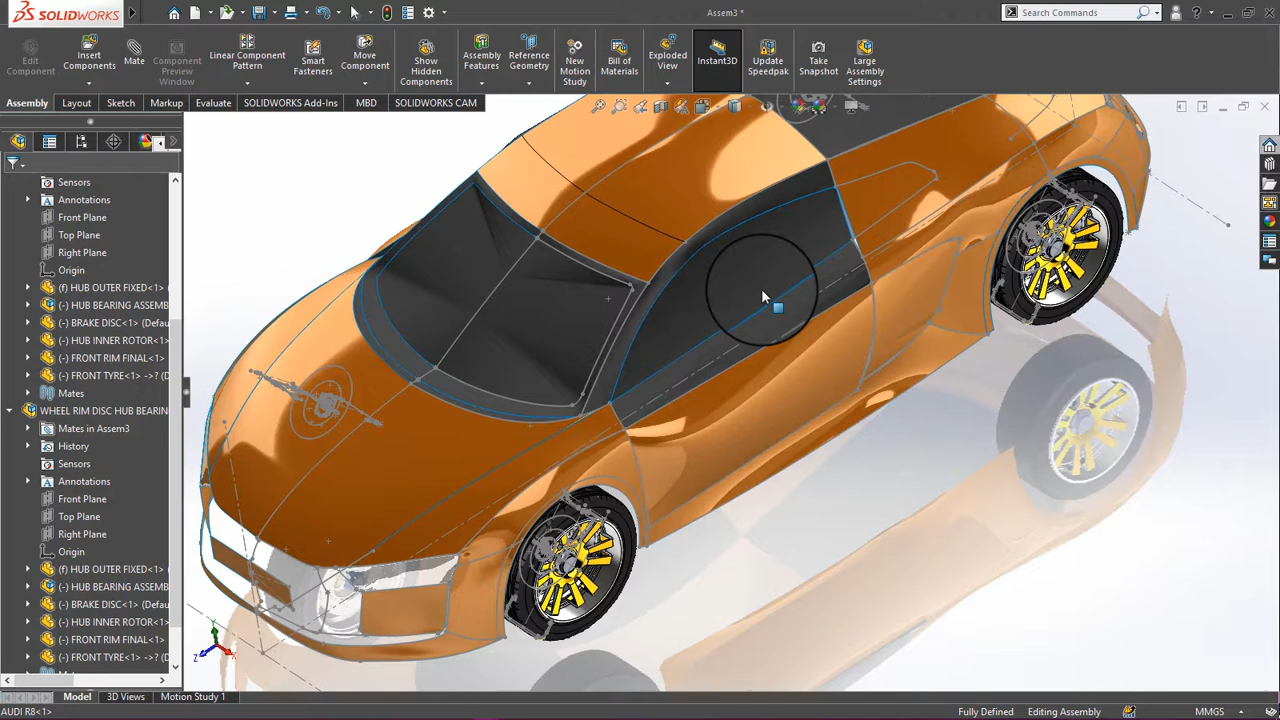 SOLIDWORKS
Assem3 *
Search Commands
Edit Component
Insert Components
Mate
Component Preview Window
Linear Component Pattern
Smart Fasteners
Move Component
Show Hidden Components
Assembly Features
Reference Geometry
New Motion Study
Bill of Materials
Exploded View
Instant3D
Update Speedpak
Take Snapshot
Large Assembly Settings
Assembly Layout Sketch Markup Evaluate SOLIDWORKS Add-Ins MBD SOLIDWORKS CAM
Sensors
Annotations
Front Plane
Top Plane
Right Plane
Origin
(f) HUB OUTER FIXED<1>
(-) HUB BEARING ASSEMB
(-) BRAKE DISC<1> (Defau
(-) HUB INNER ROTOR<1>
(-) FRONT RIM FINAL<1>
(-) FRONT TYRE<1> ->? (D
Mates
WHEEL RIM DISC HUB BEARING
Mates in Assem3
History
Sensors
Annotations
Front Plane
Top Plane
Right Plane
Origin
(f) HUB OUTER FIXED<1>
(-) HUB BEARING ASSEMB
(-) BRAKE DISC<1> (Defau
(-) HUB INNER ROTOR<1>
(-) FRONT RIM FINAL<1>
(-) FRONT TYRE<1> ->? (D
Y
Z
X
Model 3D Views Motion Study 1
AUDI R8<1>
Fully Defined
Editing Assembly
MMGS